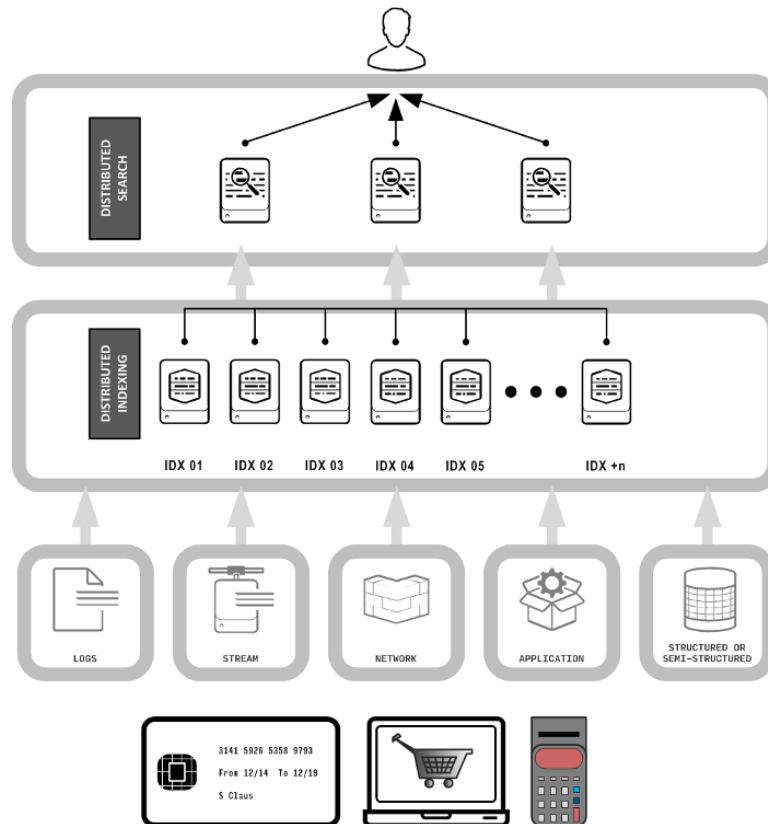 DISTRIBUTED
SEARCH
DISTRIBUTED
INDEXING
IDX 01
IDX 02
IDX 03
IDX 04
IDX 05
IDX +n
LOGS
STREAM
NETWORK
APPLICATION
STRUCTURED OR
SEMI-STRUCTURED
3141 5926 5358 9793
From 12/14 To 12/19
S Claus